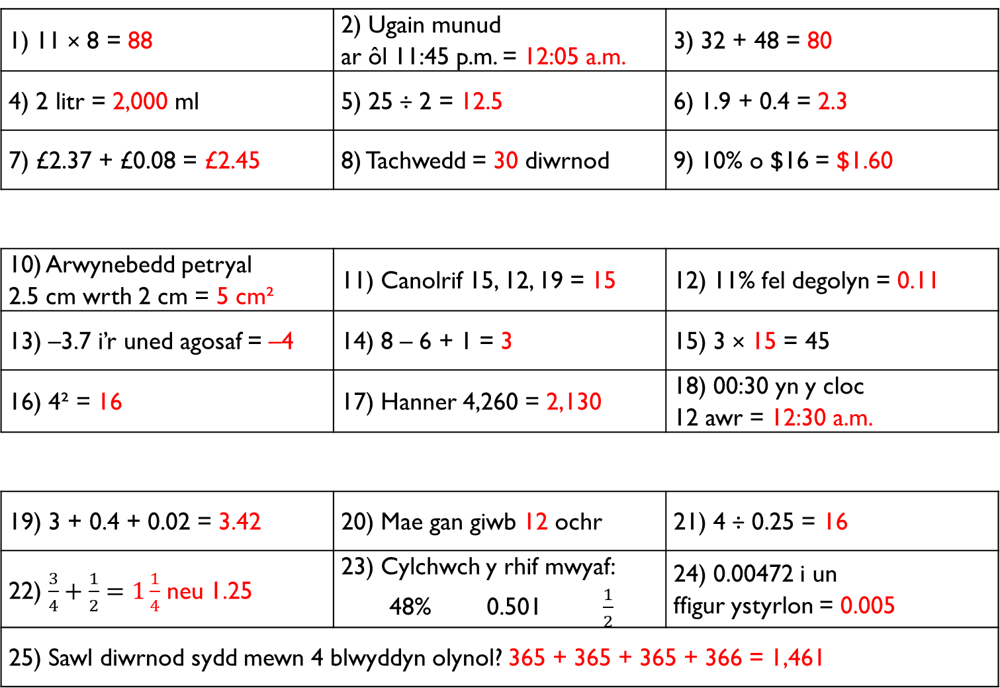 1) 11 × 8 = 88
2) Ugain munud
ar ôl 11:45 p.m. = 12:05 a.m.
3) 32 + 48 = 80
4) 2 litr = 2,000 ml
5) 25 ÷ 2 = 12.5
6) 1.9 + 0.4 = 2.3
7) £2.37 + £0.08 = £2.45
8) Tachwedd = 30 diwrnod
9) 10% o $16 = $1.60
10) Arwynebedd petryal
2.5 cm wrth 2 cm = 5 cm²
11) Canolrif 15, 12, 19 = 15
12) 11% fel degolyn = 0.11
13) –3.7 i’r uned agosaf = –4
14) 8 – 6 + 1 = 3
15) 3 × 15 = 45
16) 4² = 16
17) Hanner 4,260 = 2,130
18) 00:30 yn y cloc
12 awr = 12:30 a.m.
19) 3 + 0.4 + 0.02 = 3.42
20) Mae gan giwb 12 ochr
21) 4 ÷ 0.25 = 16
22) 3/4 + 1/2 = 1 1/4 neu 1.25
23) Cylchwch y rhif mwyaf:
48% 0.501 1/2
24) 0.00472 i un
ffigur ystyrlon = 0.005
25) Sawl diwrnod sydd mewn 4 blwyddyn olynol? 365 + 365 + 365 + 366 = 1,461